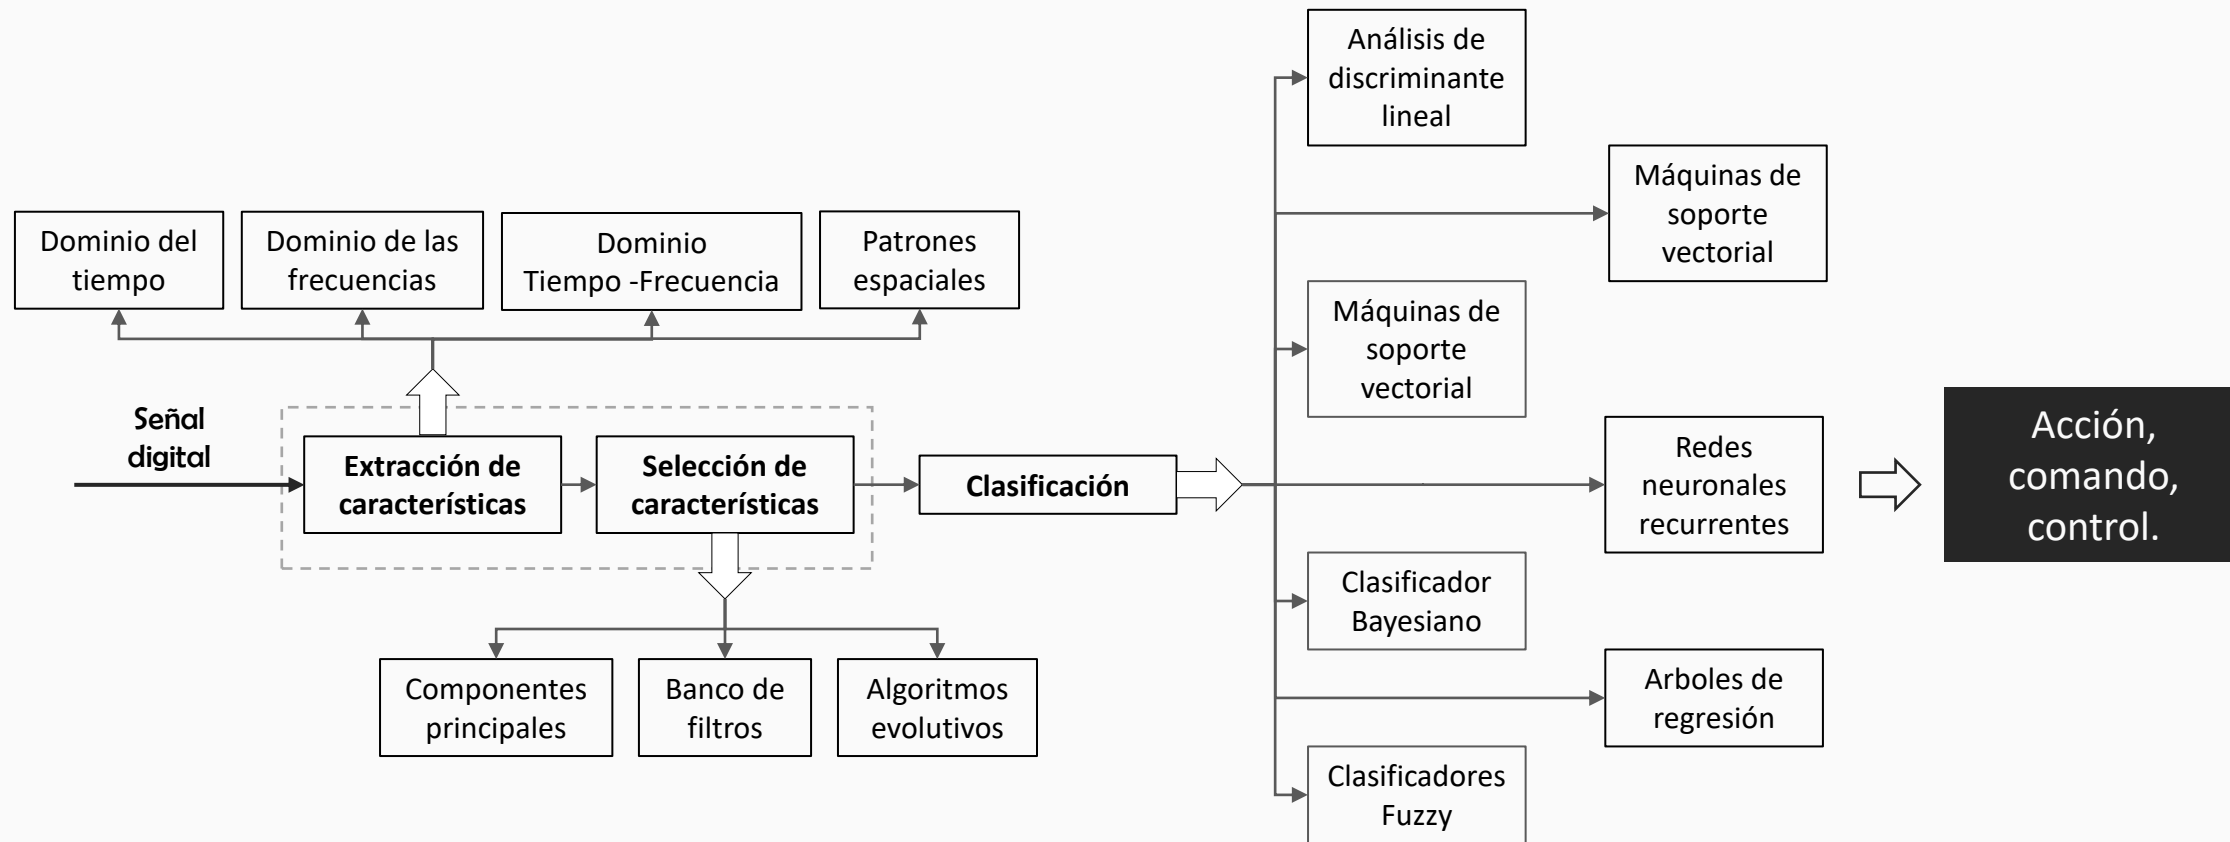 Análisis de
discriminante
lineal
Máquinas de
soporte
vectorial
Dominio del
tiempo
Dominio de las
frecuencias
Dominio
Tiempo -Frecuencia
Patrones
espaciales
Máquinas de
soporte
vectorial
Señal
digital
Extracción de
características
Selección de
características
Clasificación
Redes
neuronales
recurrentes
Acción,
comando,
control.
Clasificador
Bayesiano
Componentes
principales
Banco de
filtros
Algoritmos
evolutivos
Arboles de
regresión
Clasificadores
Fuzzy